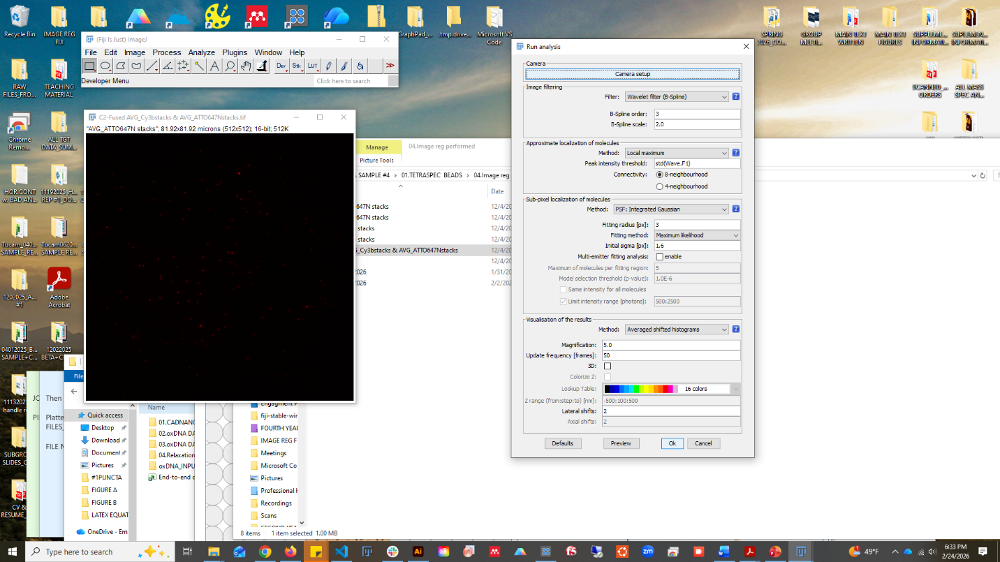 Recycle Bin
IMAGE REG
FIJI
GraphPad_...
.tmp.drive...
Microsoft VS
Code
SPRING
2026_CO...
GROUP
MEETI...
MAIN TEXT
WRITTEN
MAIN TEXT
FIGURES
SUPPLEME...
INFORMATI...
SUPLEMEN...
INFORMATI...
RAW
FILES_FRO...
TEACHING
MATERIAL
SCANNED_...
ORDERS
ALL MASS
SPEC AN...
Chrome
Remo...
ALL TGT
DATA_SUM...
HORICONT
w. BAD AN...
11192025_H...
REP #1_DO...
Tucam_040...
SAMPLE_RE...
Tucam0620...
SAMPLE RE...
1202025_A...
#1
Adobe
Acrobat
04012025_B...
SAMPLE+C...
12022025
BETA+C...
11132025
handle re
SUBGRO
SLIDES_C
CV &
RESUME_
(Fiji Is Just) ImageJ
File Edit Image Process Analyze Plugins Window Help
Dev Stk LUT
Developer Menu
Click here to search
C2-Fused AVG_Cy3bstacks & AVG_ATTO647Nstacks.tif
"AVG_ATTO647N stacks"; 81.92x81.92 microns (512x512); 16-bit; 512K
Manage
04.Image reg performed
Picture Tools
SAMPLE #4 › 01.TETRASPEC BEADS › 04.Image reg
Date
647N stacks 12/4/20
647N stacks 12/4/20
stacks 12/4/20
stacks 12/4/20
_Cy3bstacks & AVG_ATTO647Nstacks 12/4/20
12/4/20
2026 1/31/20
2026 2/2/202
Run analysis
Camera
Camera setup
Image filtering
Filter: Wavelet filter (B-Spline)
B-Spline order: 3
B-Spline scale: 2.0
Approximate localization of molecules
Method: Local maximum
Peak intensity threshold: std(Wave.F1)
Connectivity: 8-neighbourhood
4-neighbourhood
Sub-pixel localization of molecules
Method: PSF: Integrated Gaussian
Fitting radius [px]: 3
Fitting method: Maximum likelihood
Initial sigma [px]: 1.6
Multi-emitter fitting analysis: enable
Maximum of molecules per fitting region: 5
Model selection threshold (p-value): 1.0E-6
Same intensity for all molecules
Limit intensity range [photons]: 500:2500
Visualisation of the results
Method: Averaged shifted histograms
Magnification: 5.0
Update frequency [frames]: 50
3D:
Colorize Z:
Lookup Table: 16 colors
Z range (from:step:to) [nm]: -500:100:500
Lateral shifts: 2
Axial shifts: 2
Defaults Preview Ok Cancel
JC
Then
Pl
Platte
FILES_
FILE N
File
Quick access
Desktop
Download
Document
Pictures
#1PUNCTA
FIGURE A
FIGURE B
LATEX EQUAT
OneDrive - Em
Name
01.CADNANC
02.oxDNA DA
03.oxDNA DA
04.Relaxation
oxDNA_INPU
End-to-end d
Engagment P
fiji-stable-wir
FOURTH YEAR
IMAGE REG F
Meetings
Microsoft Co
Pictures
Professional H
Recordings
Scans
SECOND YEA
8 items 1 item selected 1.00 MB
Type here to search
49°F
6:33 PM
2/24/2026